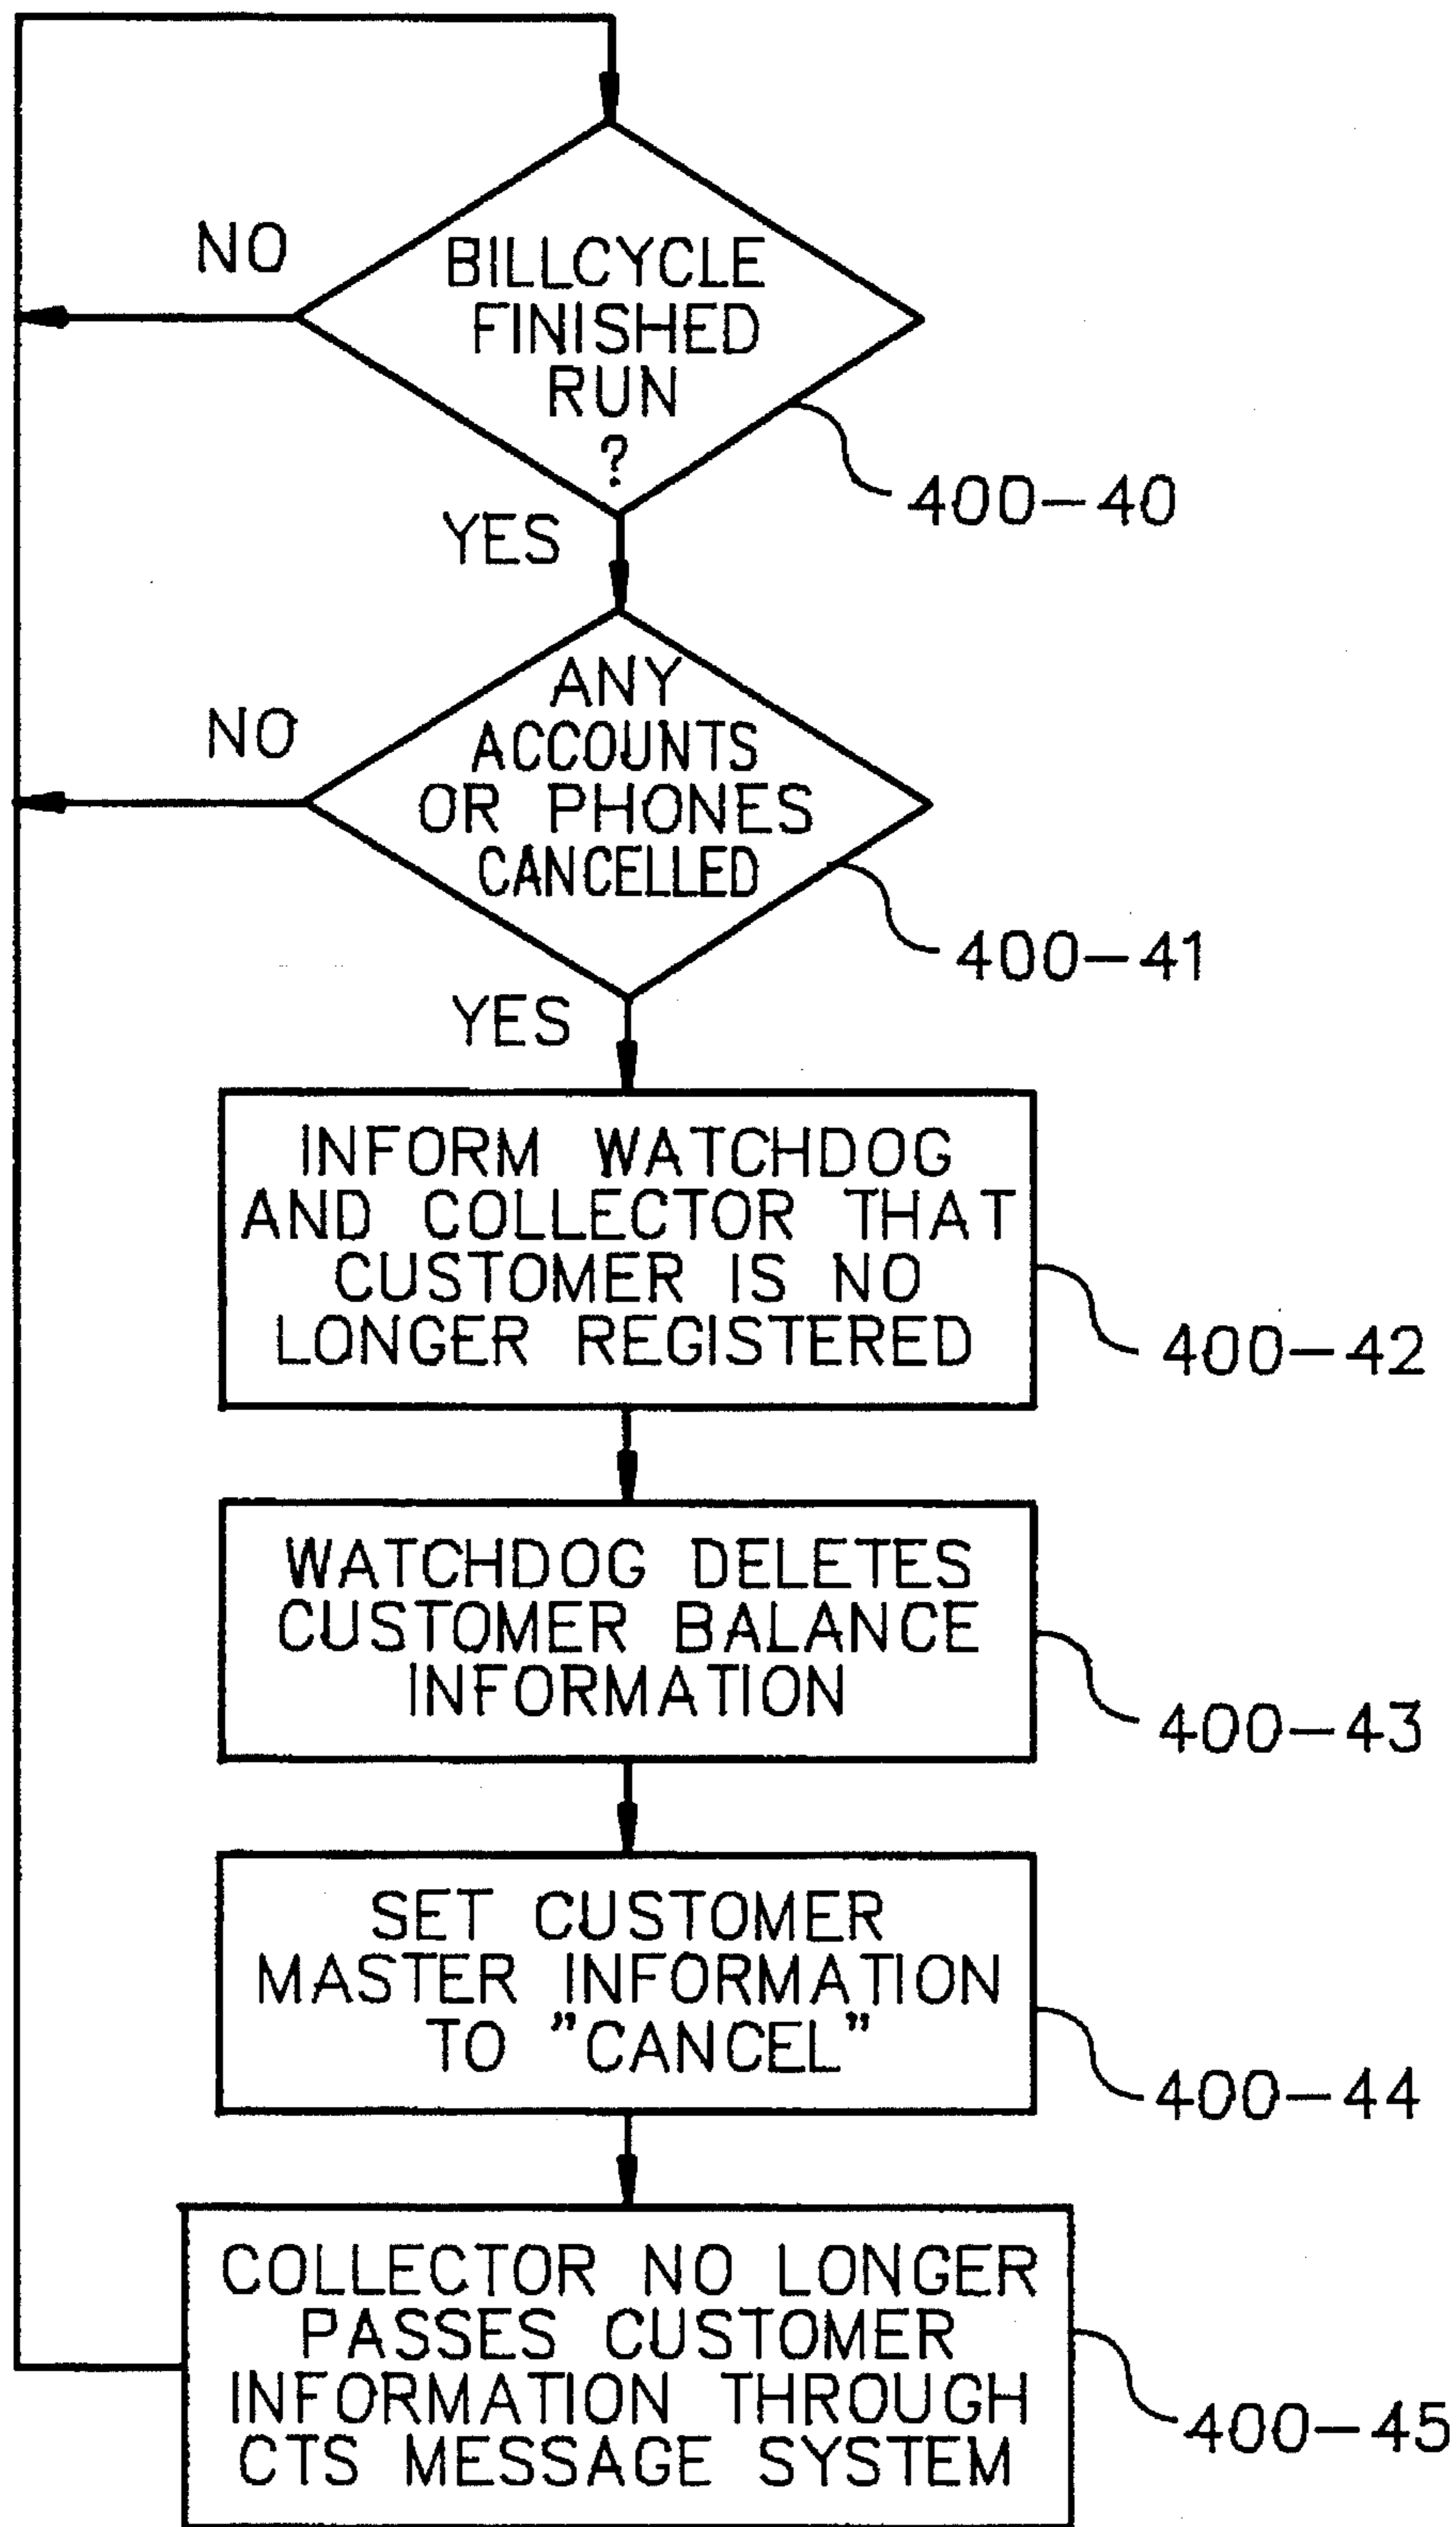 NO
BILLCYCLE
FINISHED
RUN
?
400-40
YES
ANY
NO
ACCOUNTS
OR PHONES
CANCELLED
400-41
YES
INFORM WATCHDOG
AND COLLECTOR THAT
CUSTOMER IS NO
LONGER REGISTERED
400-42
WATCHDOG DELETES
CUSTOMER BALANCE
INFORMATION
400-43
SET CUSTOMER
MASTER INFORMATION
TO "CANCEL"
400-44
COLLECTOR NO LONGER
PASSES CUSTOMER
INFORMATION THROUGH
CTS MESSAGE SYSTEM
400-45